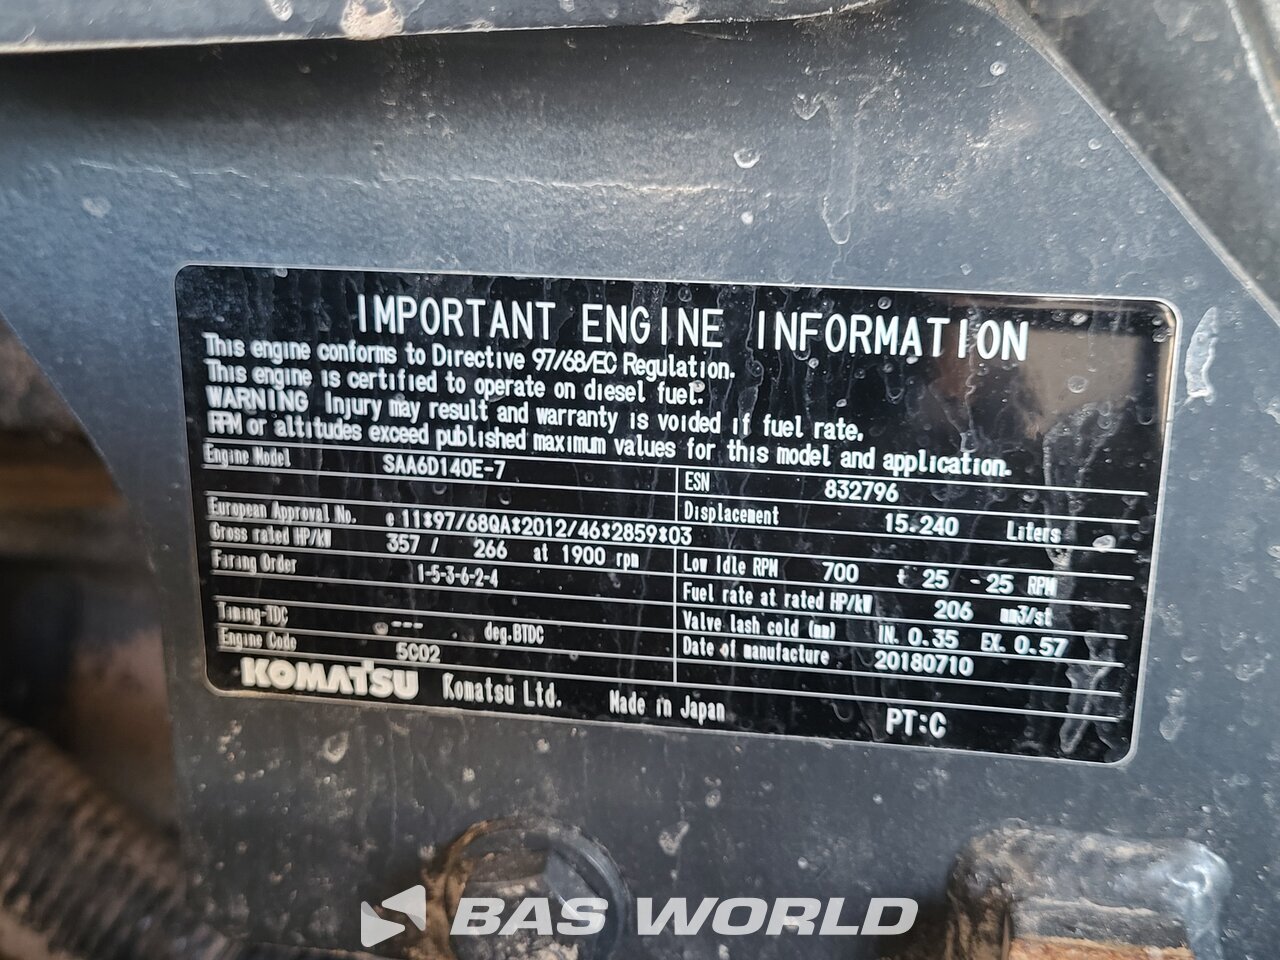 IMPORTANT ENGINE INFORMATION
This engine conforms to Directive 97/68/EC Regulation.
This engine is certified to operate on diesel fuel.
WARNING Injury may result and warranty is voided if fuel rate,
RPM or altitudes exceed published maximum values for this model and application.
Engine Model SAA6D140E-7 ESN 832796
Displacement 15.240 Liters
European Approval No. e 11*97/68QA*2012/46*2859*03
Gross rated HP/kW 357 / 266 at 1900 rpm Low Idle RPM 700 + 25 - 25 RPM
Firing Order 1-5-3-6-2-4 Fuel rate at rated HP/kW 206 mm3/st
Valve lash cold (mm) IN. 0.35 EX. 0.57
Timing-TDC --- deg.BTDC Date of manufacture 20180710
Engine Code 5C02
KOMATSU Komatsu Ltd. Made in Japan PT:C
BAS WORLD